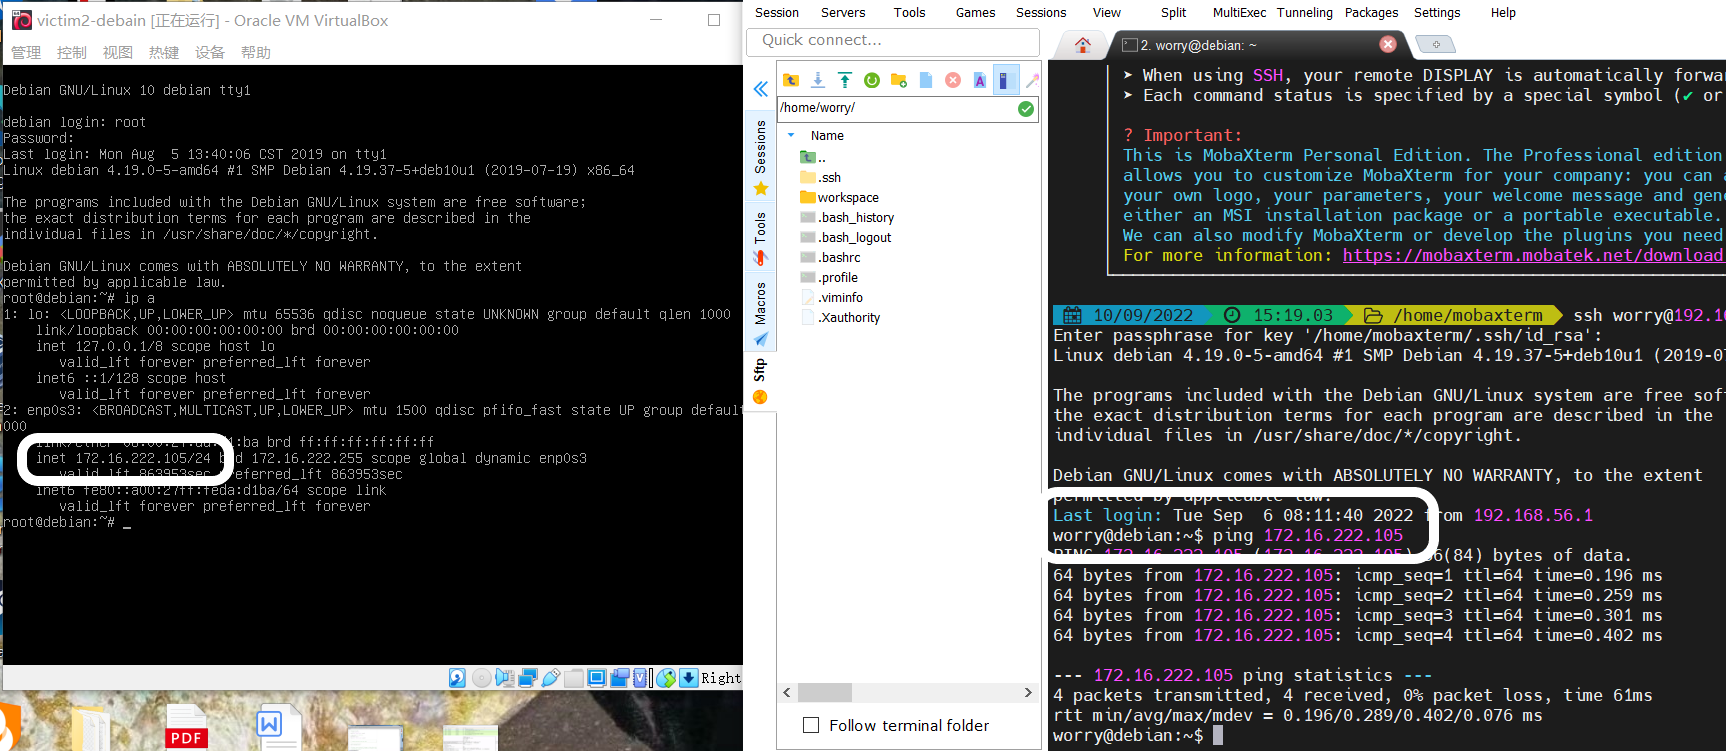 victim2-debain [正在运行] - Oracle VM VirtualBox
管理 控制 视图 热键 设备 帮助
Debian GNU/Linux 10 debian tty1
debian login: root
Password:
Last login: Mon Aug  5 13:40:06 CST 2019 on tty1
Linux debian 4.19.0-5-amd64 #1 SMP Debian 4.19.37-5+deb10u1 (2019-07-19) x86_64
The programs included with the Debian GNU/Linux system are free software;
the exact distribution terms for each program are described in the
individual files in /usr/share/doc/*/copyright.
Debian GNU/Linux comes with ABSOLUTELY NO WARRANTY, to the extent
permitted by applicable law.
root@debian:~# ip a
1: lo: <LOOPBACK,UP,LOWER_UP> mtu 65536 qdisc noqueue state UNKNOWN group default qlen 1000
link/loopback 00:00:00:00:00:00 brd 00:00:00:00:00:00
inet 127.0.0.1/8 scope host lo
valid_lft forever preferred_lft forever
inet6 ::1/128 scope host
valid_lft forever preferred_lft forever
2: enp0s3: <BROADCAST,MULTICAST,UP,LOWER_UP> mtu 1500 qdisc pfifo_fast state UP group default
000
:ba brd ff:ff:ff:ff:ff:ff
inet 172.16.222.105/24 brd 172.16.222.255 scope global dynamic enp0s3
valid_lft 863953sec preferred_lft 863953sec
inet6 fe80::a00:27ff:feda:d1ba/64 scope link
valid_lft forever preferred_lft forever
root@debian:~# _
Right
PDF
W
Session Servers Tools Games Sessions View Split MultiExec Tunneling Packages Settings Help
Quick connect...
/home/worry/
Sessions
Tools
Macros
Sftp
Name
..
.ssh
workspace
.bash_history
.bash_logout
.bashrc
.profile
.viminfo
.Xauthority
Follow terminal folder
2. worry@debian: ~
➤ When using SSH, your remote DISPLAY is automatically forwa
➤ Each command status is specified by a special symbol (✔ or
? Important:
This is MobaXterm Personal Edition. The Professional edition
allows you to customize MobaXterm for your company: you can a
your own logo, your parameters, your welcome message and gene
either an MSI installation package or a portable executable.
We can also modify MobaXterm or develop the plugins you need
For more information: https://mobaxterm.mobatek.net/download
10/09/2022 15:19.03 /home/mobaxterm ssh worry@192.16
Enter passphrase for key '/home/mobaxterm/.ssh/id_rsa':
Linux debian 4.19.0-5-amd64 #1 SMP Debian 4.19.37-5+deb10u1 (2019-07
The programs included with the Debian GNU/Linux system are free soft
the exact distribution terms for each program are described in the
individual files in /usr/share/doc/*/copyright.
Debian GNU/Linux comes with ABSOLUTELY NO WARRANTY, to the extent
permitted by applicable law.
Last login: Tue Sep  6 08:11:40 2022 from 192.168.56.1
worry@debian:~$ ping 172.16.222.105
PING 172.16.222.105 (172.16.222.105) 56(84) bytes of data.
64 bytes from 172.16.222.105: icmp_seq=1 ttl=64 time=0.196 ms
64 bytes from 172.16.222.105: icmp_seq=2 ttl=64 time=0.259 ms
64 bytes from 172.16.222.105: icmp_seq=3 ttl=64 time=0.301 ms
64 bytes from 172.16.222.105: icmp_seq=4 ttl=64 time=0.402 ms
--- 172.16.222.105 ping statistics ---
4 packets transmitted, 4 received, 0% packet loss, time 61ms
rtt min/avg/max/mdev = 0.196/0.289/0.402/0.076 ms
worry@debian:~$